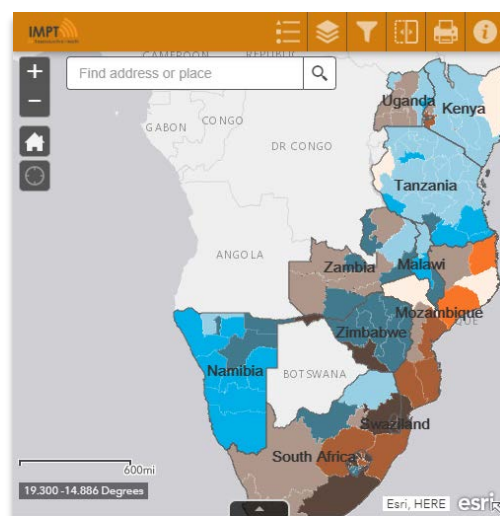 IMPT
Find address or place
CAMEROON
REPUBLIC
Uganda
Kenya
GABON
CONGO
DR CONGO
Tanzania
ANGOLA
Zambia
Malawi
Mozambique
Zimbabwe
Namibia
BOTSWANA
Swaziland
South Africa
600mi
19.300 -14.886 Degrees
Esri, HERE
esri